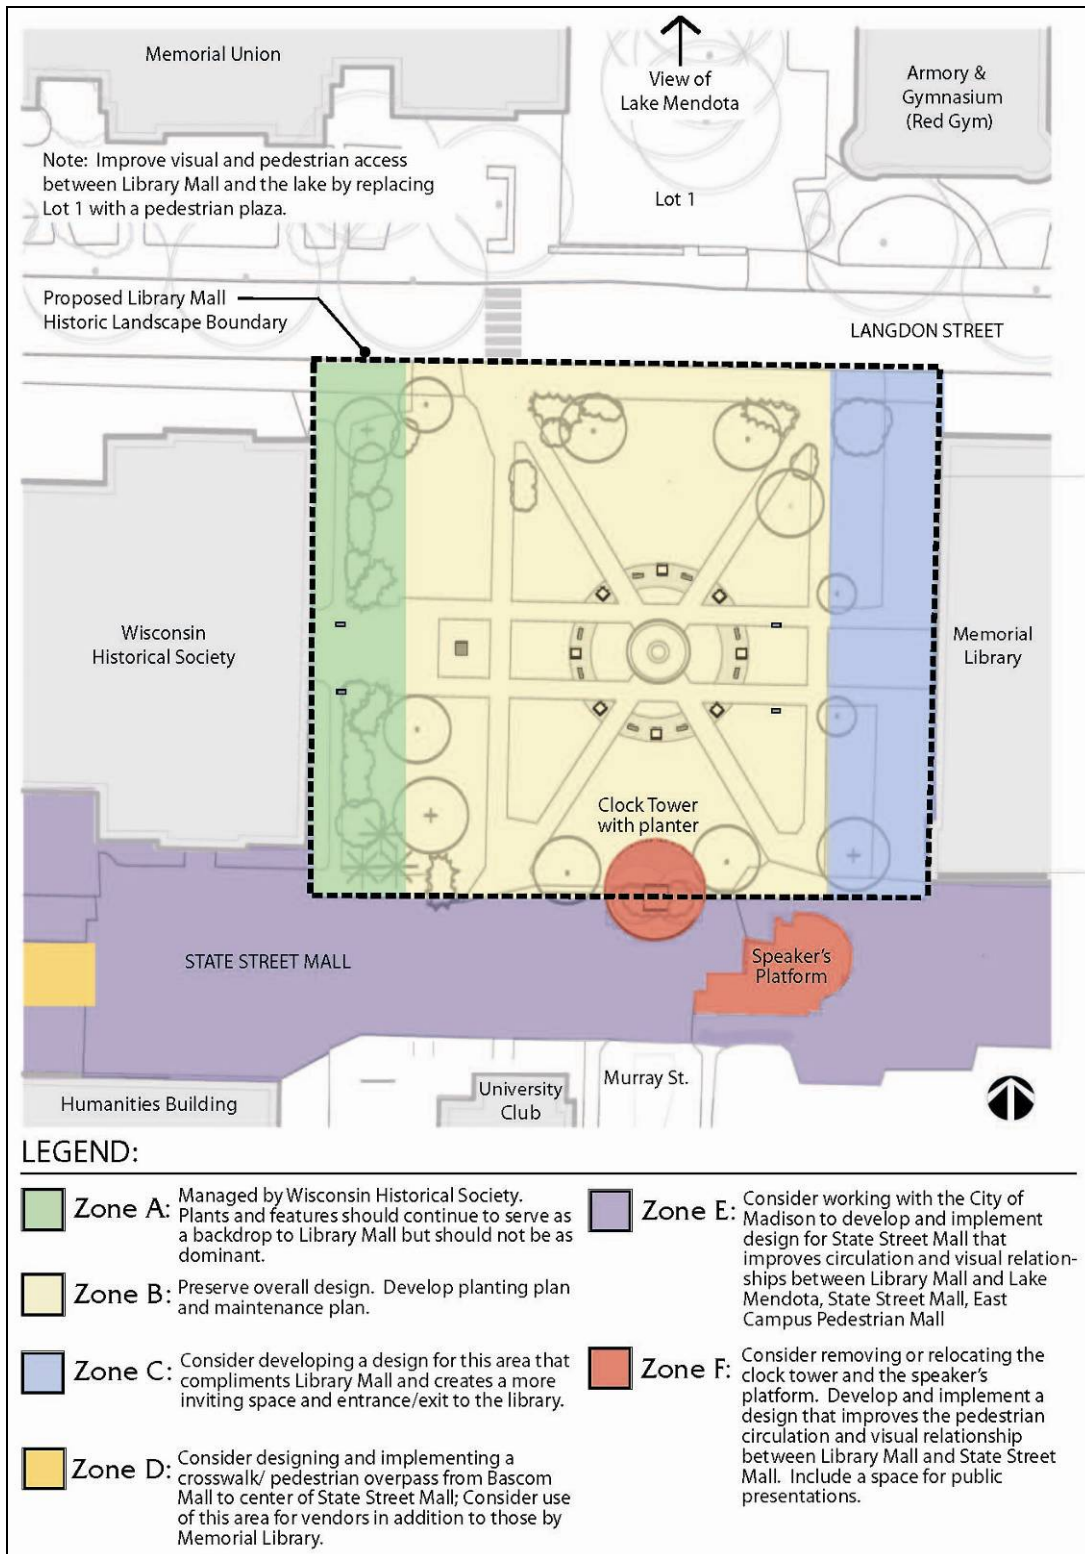 Memorial Union
View of
Lake Mendota
Armory &
Gymnasium
(Red Gym)
Note:  Improve visual and pedestrian access
between Library Mall and the lake by replacing
Lot 1 with a pedestrian plaza.
Lot 1
Proposed Library Mall
Historic Landscape Boundary
LANGDON STREET
Wisconsin
Historical Society
Memorial
Library
Clock Tower
with planter
STATE STREET MALL
Speaker's
Platform
Murray St.
University
Club
Humanities Building
LEGEND:
Zone A:
Managed by Wisconsin Historical Society.
Plants and features should continue to serve as
a backdrop to Library Mall but should not be as
dominant.
Zone B:
Preserve overall design.  Develop planting plan
and maintenance plan.
Zone C:
Consider developing a design for this area that
compliments Library Mall and creates a more
inviting space and entrance/exit to the library.
Zone D:
Consider designing and implementing a
crosswalk/ pedestrian overpass from Bascom
Mall to center of State Street Mall; Consider use
of this area for vendors in addition to those by
Memorial Library.
Zone E:
Consider working with the City of
Madison to develop and implement
design for State Street Mall that
improves circulation and visual relation-
ships between Library Mall and Lake
Mendota, State Street Mall, East
Campus Pedestrian Mall
Zone F:
Consider removing or relocating the
clock tower and the speaker's
platform.  Develop and implement a
design that improves the pedestrian
circulation and visual relationship
between Library Mall and State Street
Mall.  Include a space for public
presentations.